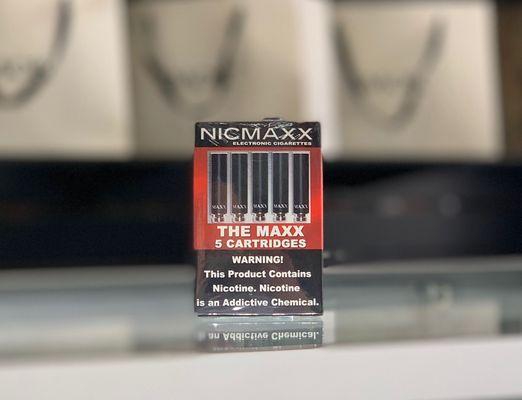 NICMAXX
ELECTRONIC CIGARETTES
MAXX MAXX MAXX MAXX MAXX
THE MAXX
5 CARTRIDGES
WARNING!
This Product Contains
Nicotine. Nicotine
is an Addictive Chemical.